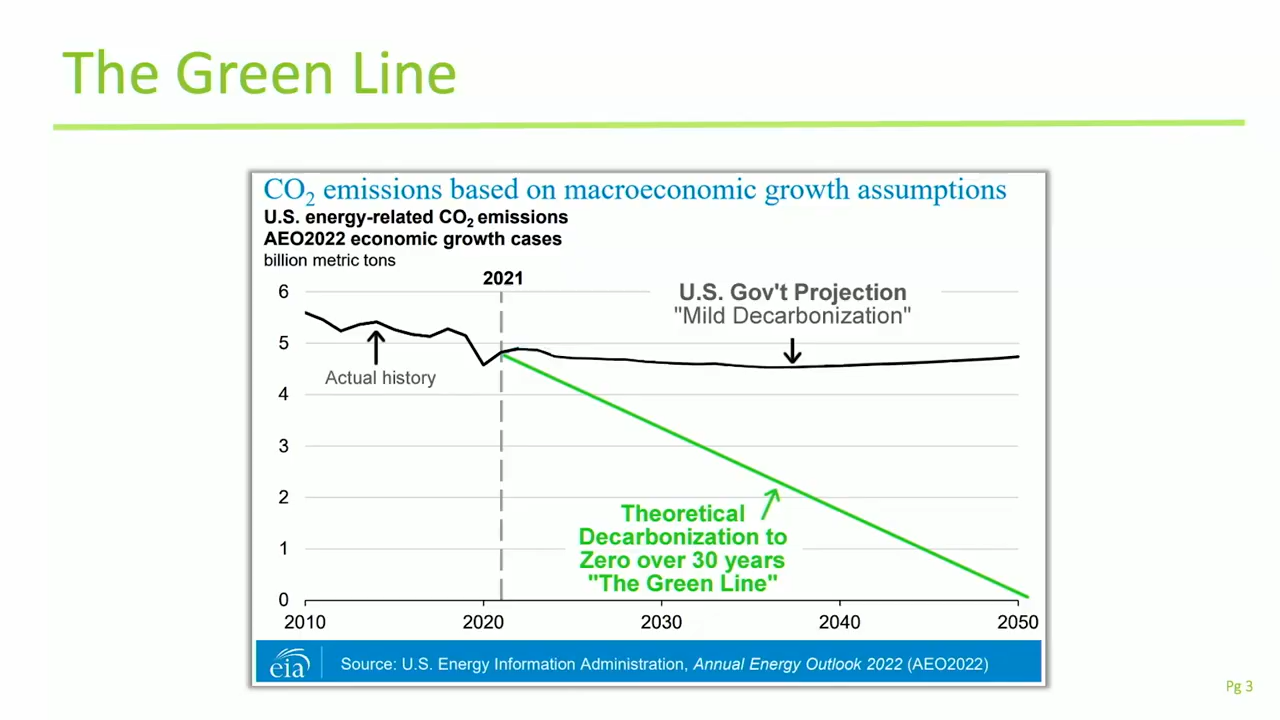 The Green Line
CO₂ emissions based on macroeconomic growth assumptions
U.S. energy-related CO₂ emissions
AEO2022 economic growth cases
billion metric tons
2021
6
5
4
3
2
1
0
U.S. Gov't Projection
"Mild Decarbonization"
Actual history
Theoretical
Decarbonization to
Zero over 30 years
"The Green Line"
2010 2020 2030 2040 2050
eia
Source: U.S. Energy Information Administration, Annual Energy Outlook 2022 (AEO2022)
Pg 3